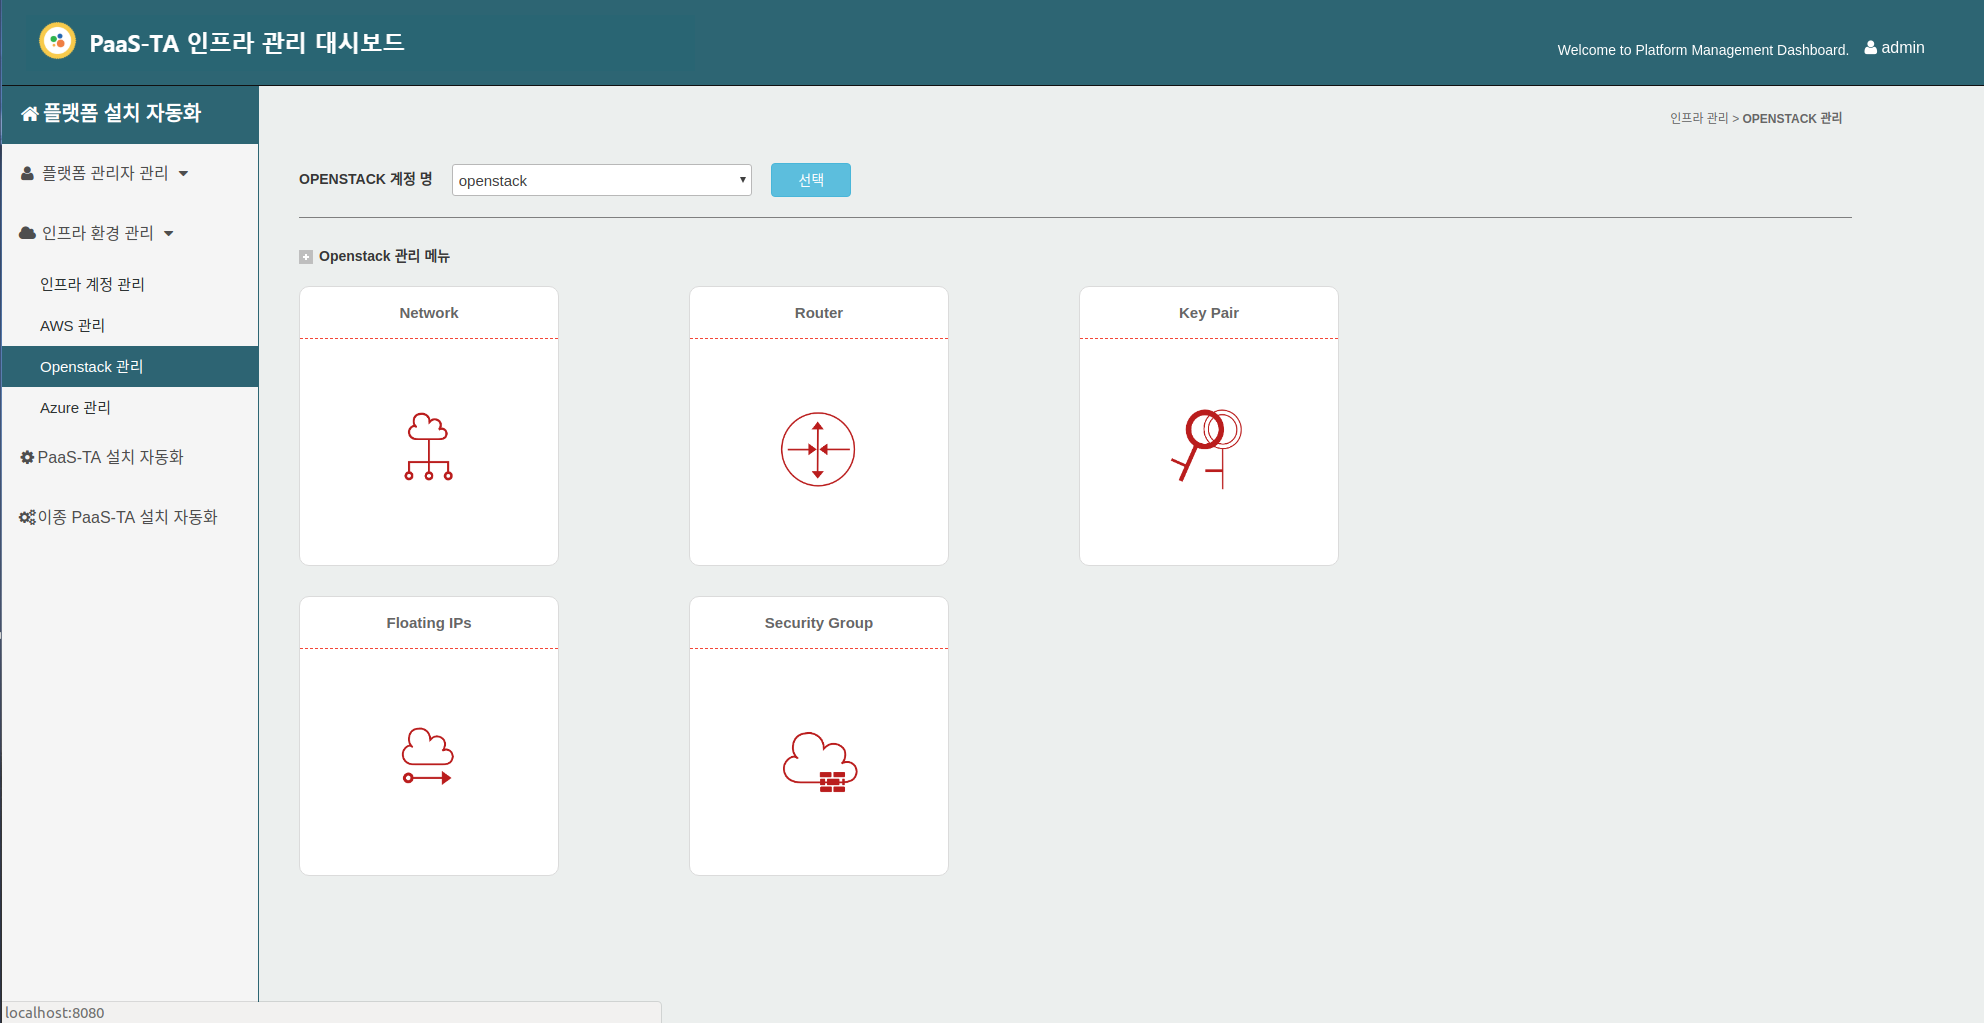 PaaS-TA 인프라 관리 대시보드
Welcome to Platform Management Dashboard. admin
플랫폼 설치 자동화
인프라 관리 > OPENSTACK 관리
플랫폼 관리자 관리
인프라 환경 관리
인프라 계정 관리
AWS 관리
Openstack 관리
Azure 관리
PaaS-TA 설치 자동화
이종 PaaS-TA 설치 자동화
OPENSTACK 계정 명 openstack 선택
Openstack 관리 메뉴
Network
Router
Key Pair
Floating IPs
Security Group
localhost:8080